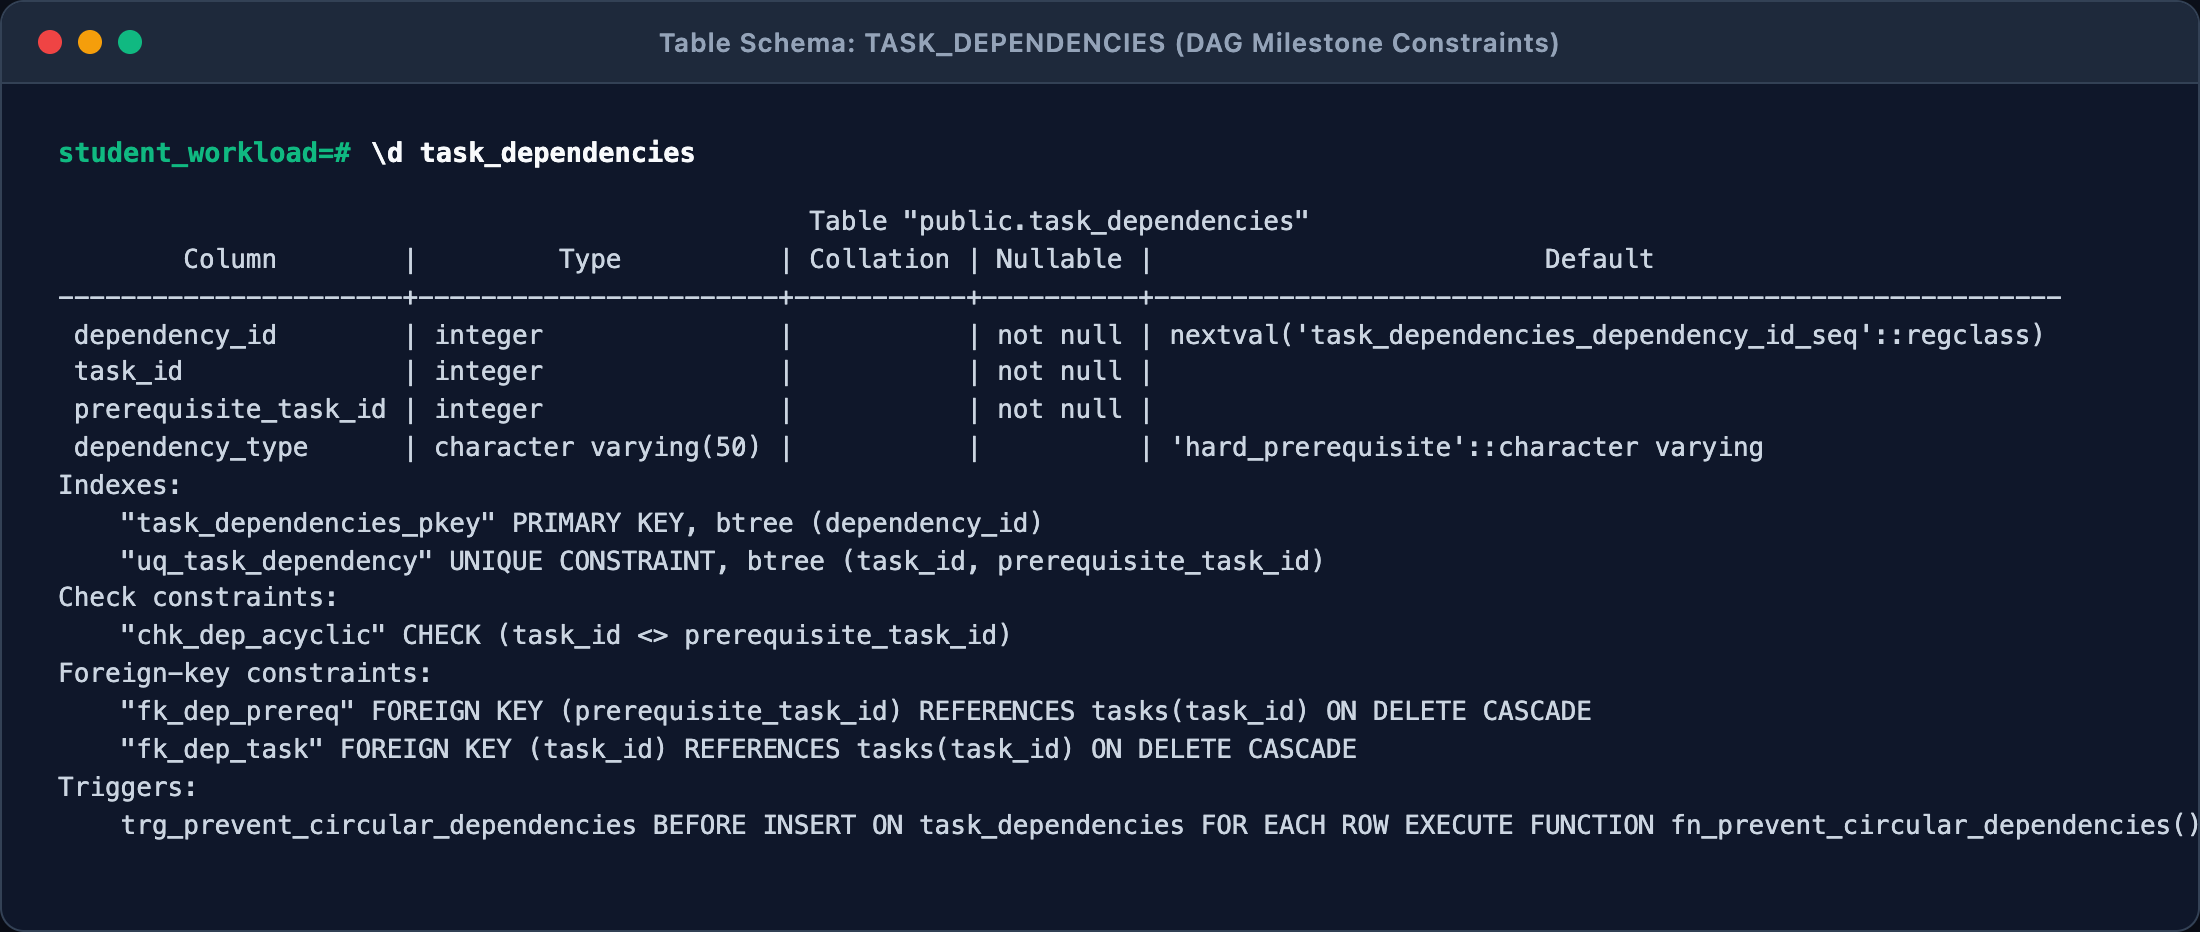 Table Schema: TASK_DEPENDENCIES (DAG Milestone Constraints)
student_workload=# \d task_dependencies
Table "public.task_dependencies"
Column | Type | Collation | Nullable | Default
----------------------+-----------------------+-----------+----------+----------------------------------------------------------
dependency_id | integer | | not null | nextval('task_dependencies_dependency_id_seq'::regclass)
task_id | integer | | not null |
prerequisite_task_id | integer | | not null |
dependency_type | character varying(50) | | | 'hard_prerequisite'::character varying
Indexes:
"task_dependencies_pkey" PRIMARY KEY, btree (dependency_id)
"uq_task_dependency" UNIQUE CONSTRAINT, btree (task_id, prerequisite_task_id)
Check constraints:
"chk_dep_acyclic" CHECK (task_id <> prerequisite_task_id)
Foreign-key constraints:
"fk_dep_prereq" FOREIGN KEY (prerequisite_task_id) REFERENCES tasks(task_id) ON DELETE CASCADE
"fk_dep_task" FOREIGN KEY (task_id) REFERENCES tasks(task_id) ON DELETE CASCADE
Triggers:
trg_prevent_circular_dependencies BEFORE INSERT ON task_dependencies FOR EACH ROW EXECUTE FUNCTION fn_prevent_circular_dependencies()